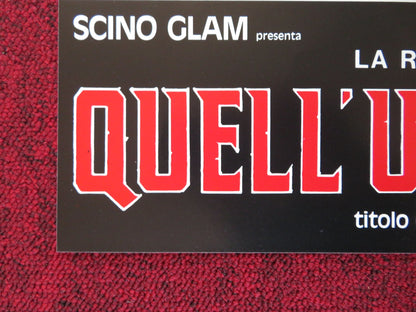 SCINO GLAM presenta
LA R
QUELL'U
titolo